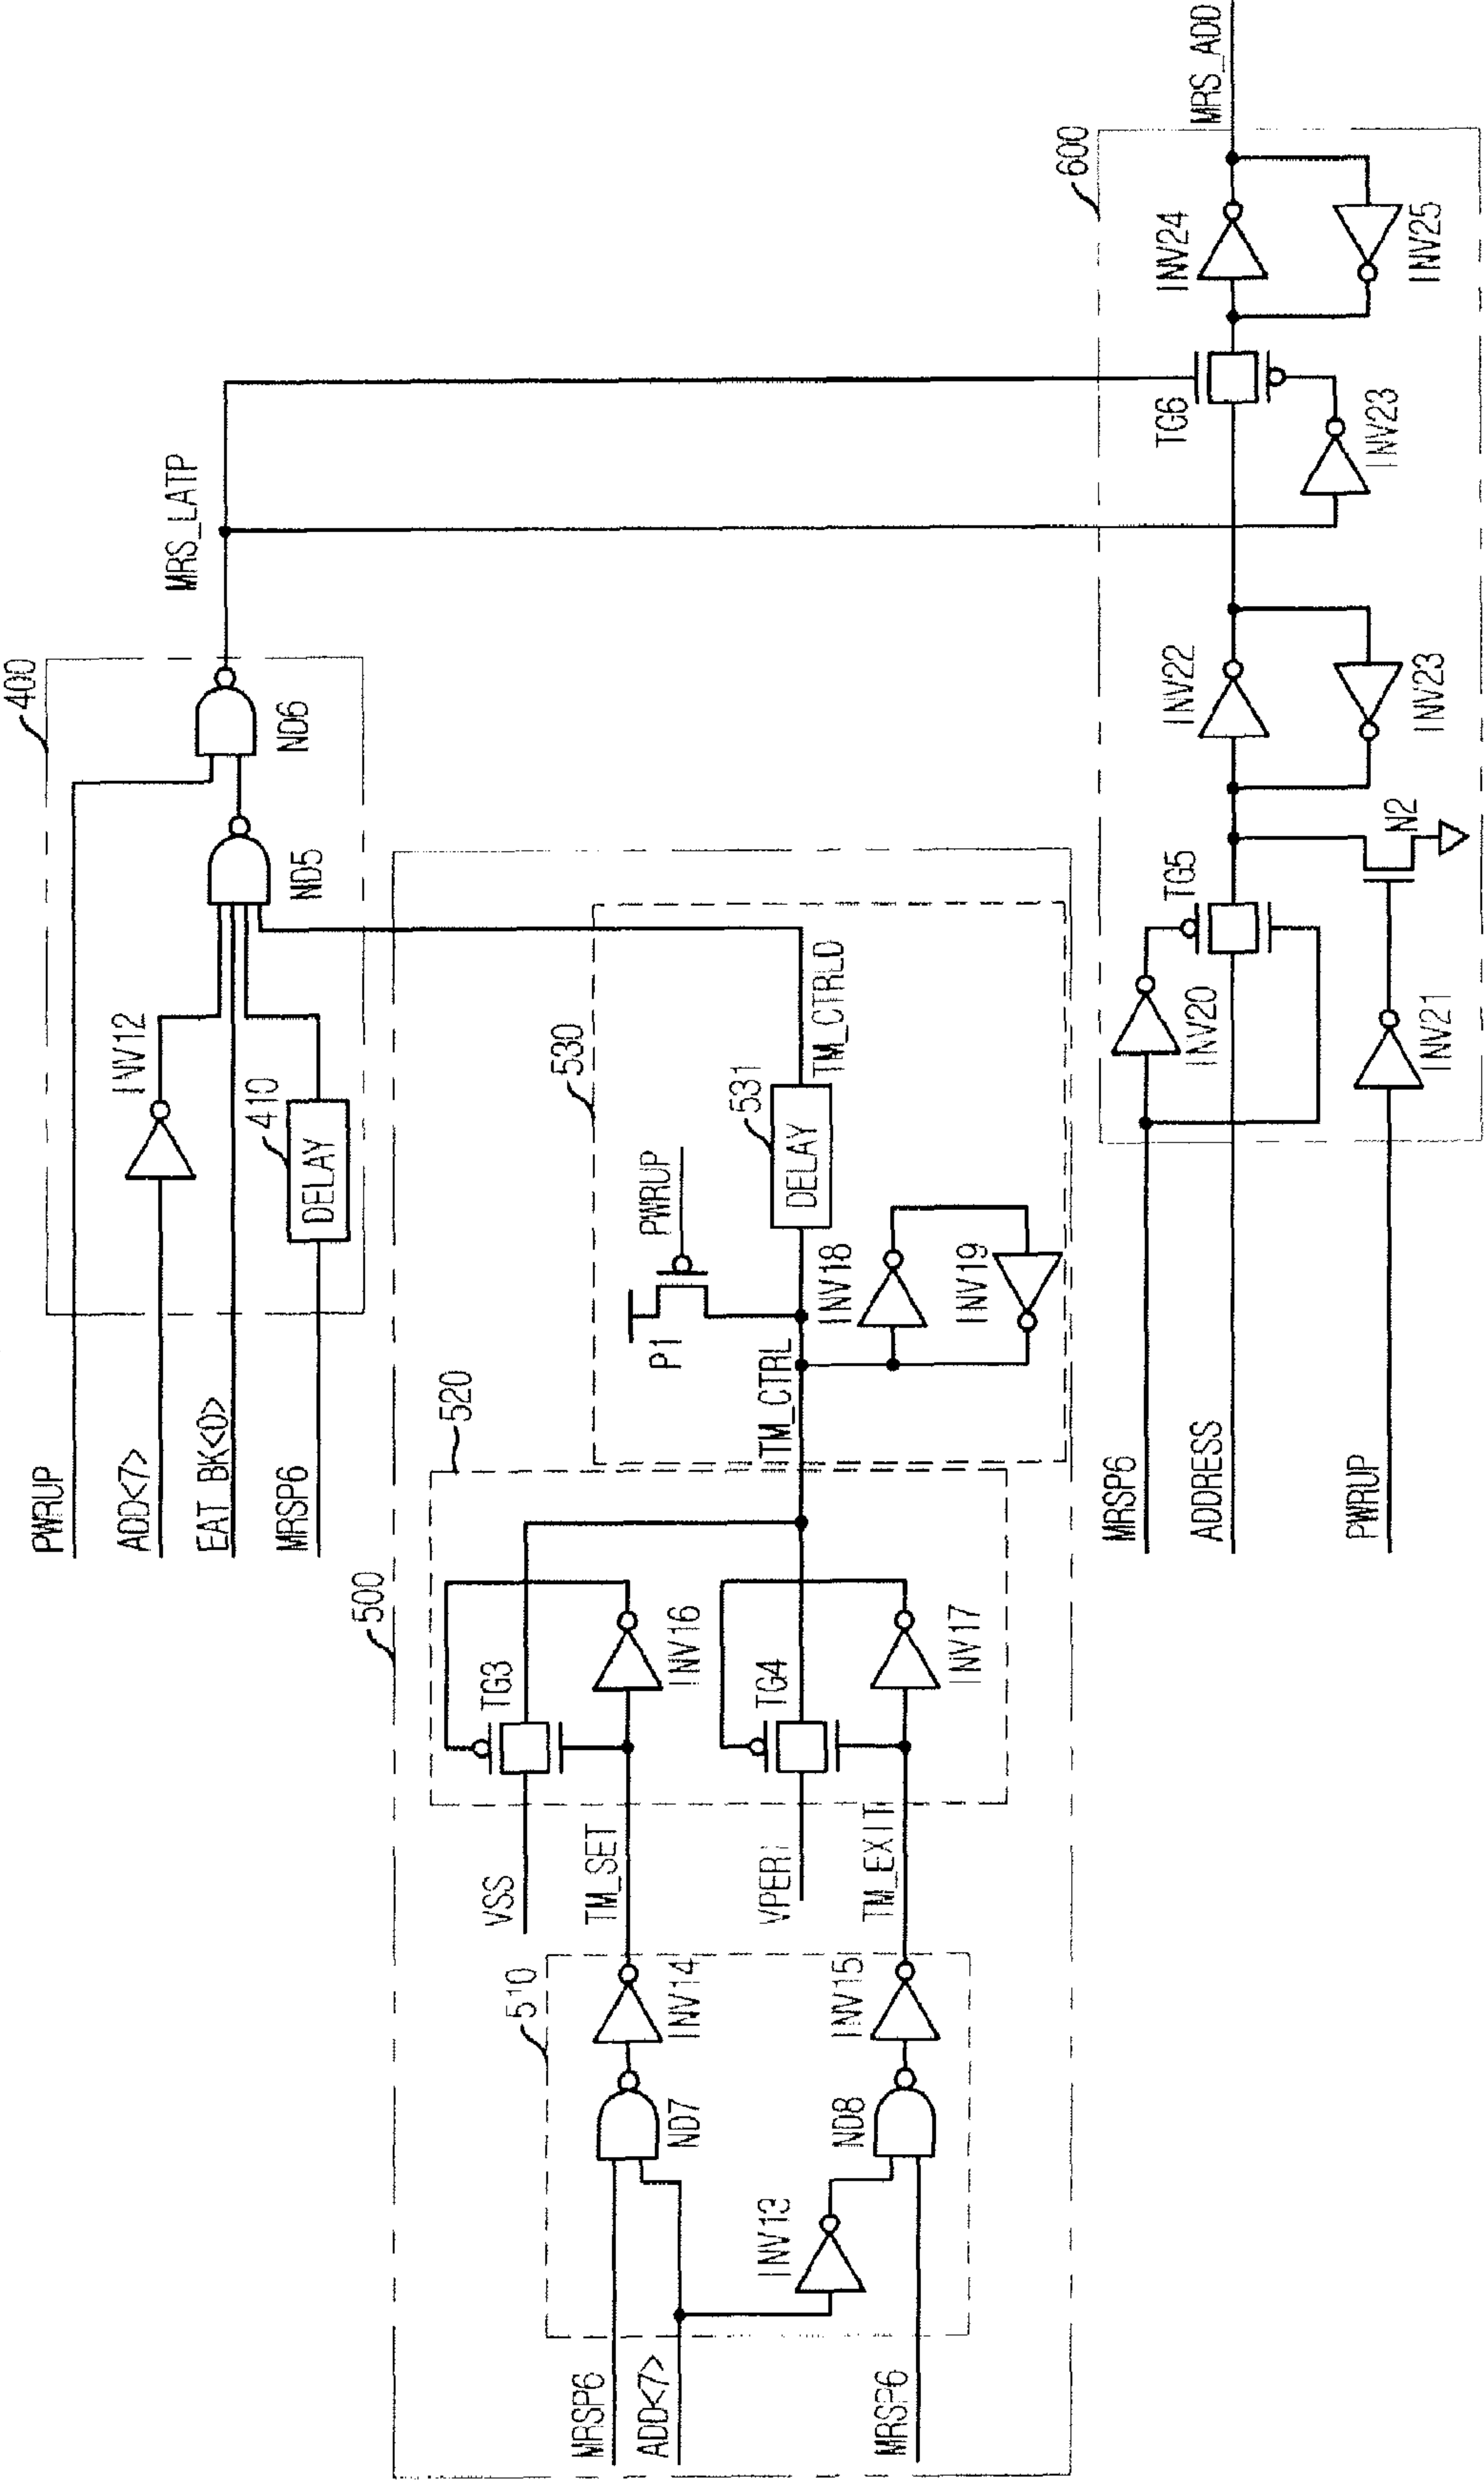 400
PWRUP
ADD<7>
EAT_BK<0>
MRSP6
INV12
410
DELAY
ND5
ND6
MRS_LATP
500
510
520
530
MRSP6
ADD<7>
MRSP6
INV13
ND7
ND8
INV14
INV15
VSS
TM_SET
VPERI
TM_EXIT
TG3
INV16
TG4
INV17
TM_CTRL
P1
PWRUP
INV18
INV19
531
DELAY
TM_CTRLD
600
MRSP6
ADDRESS
PWRUP
INV20
INV21
TG5
N2
INV22
INV23
TG6
INV23
INV24
INV25
MRS_ADD